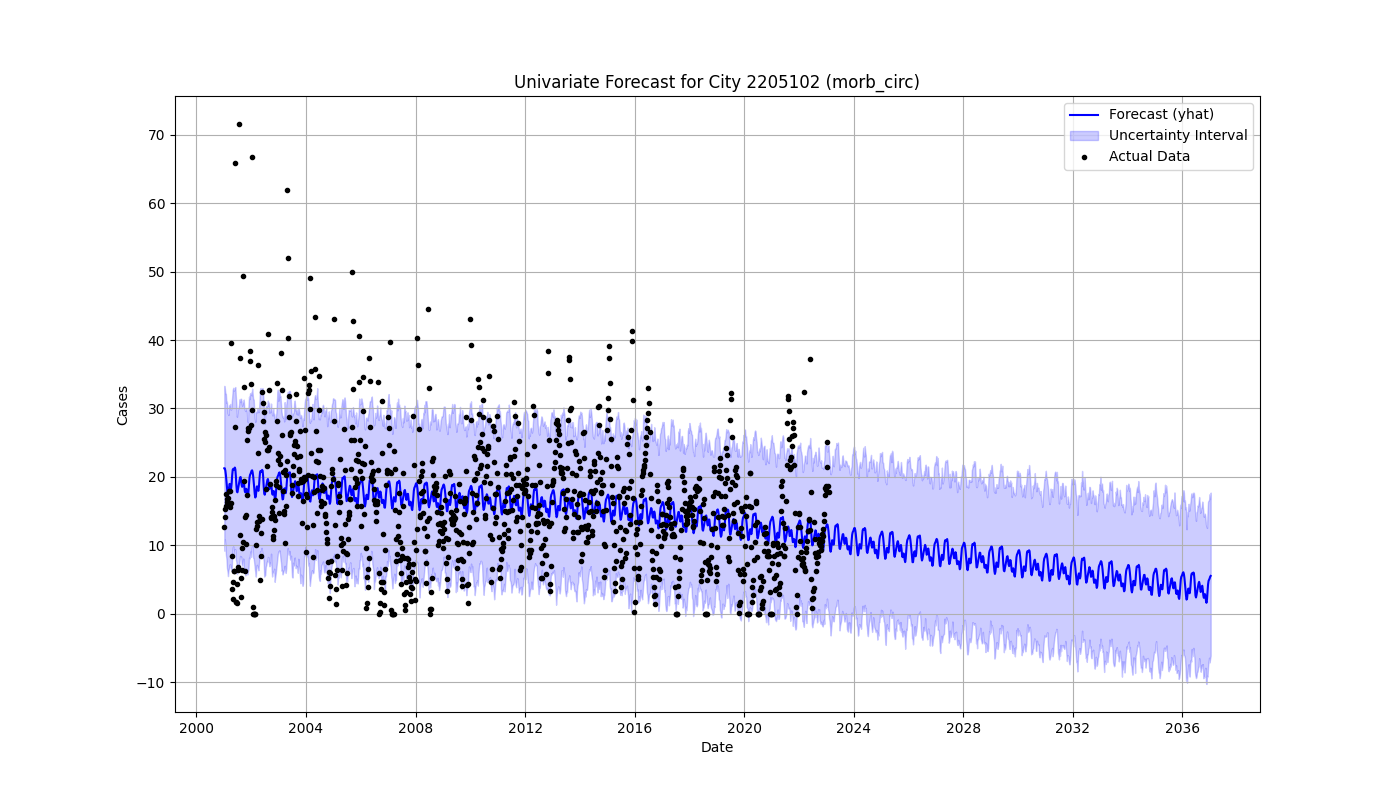 Univariate Forecast for City 2205102 (morb_circ)
Forecast (yhat)
Uncertainty Interval
Actual Data
Cases
70
60
50
40
30
20
10
0
−10
2000 2004 2008 2012 2016 2020 2024 2028 2032 2036
Date